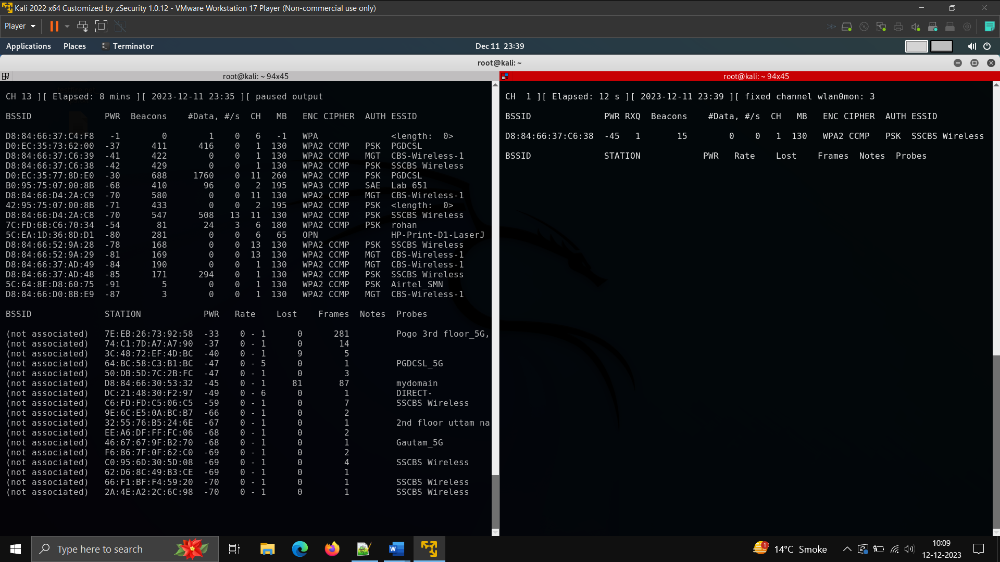 Kali 2022 x64 Customized by zSecurity 1.0.12 - VMware Workstation 17 Player (Non-commercial use only)
Player
Applications Places Terminator Dec 11 23:39
root@kali: ~
root@kali: ~ 94x45
CH 13 ][ Elapsed: 8 mins ][ 2023-12-11 23:35 ][ paused output
BSSID PWR Beacons #Data, #/s CH MB ENC CIPHER AUTH ESSID
D8:84:66:37:C4:F8 -1 0 1 0 6 -1 WPA <length: 0>
D0:EC:35:73:62:00 -37 411 416 0 1 130 WPA2 CCMP PSK PGDCSL
D8:84:66:37:C6:39 -41 422 0 0 1 130 WPA2 CCMP MGT CBS-Wireless-1
D8:84:66:37:C6:38 -42 429 0 0 1 130 WPA2 CCMP PSK SSCBS Wireless
D0:EC:35:77:8D:E0 -30 688 1760 0 11 260 WPA2 CCMP PSK PGDCSL
B0:95:75:07:00:8B -68 410 96 0 2 195 WPA3 CCMP SAE Lab 651
D8:84:66:D4:2A:C9 -70 580 0 0 11 130 WPA2 CCMP MGT CBS-Wireless-1
42:95:75:07:00:8B -71 433 0 0 2 195 WPA2 CCMP PSK <length: 0>
D8:84:66:D4:2A:C8 -70 547 508 13 11 130 WPA2 CCMP PSK SSCBS Wireless
7C:FD:6B:C6:70:34 -54 81 24 3 6 180 WPA2 CCMP PSK rohan
5C:EA:1D:36:8D:D1 -80 281 0 0 6 65 OPN HP-Print-D1-LaserJ
D8:84:66:52:9A:28 -78 168 0 0 13 130 WPA2 CCMP PSK SSCBS Wireless
D8:84:66:52:9A:29 -81 169 0 0 13 130 WPA2 CCMP MGT CBS-Wireless-1
D8:84:66:37:AD:49 -84 190 0 0 1 130 WPA2 CCMP MGT CBS-Wireless-1
D8:84:66:37:AD:48 -85 171 294 0 1 130 WPA2 CCMP PSK SSCBS Wireless
5C:64:8E:D8:60:75 -91 5 0 0 1 130 WPA2 CCMP PSK Airtel_SMN
D8:84:66:D0:8B:E9 -87 3 0 0 1 130 WPA2 CCMP MGT CBS-Wireless-1
BSSID STATION PWR Rate Lost Frames Notes Probes
(not associated) 7E:EB:26:73:92:58 -33 0 - 1 0 281 Pogo 3rd floor_5G,
(not associated) 74:C1:7D:A7:A7:90 -37 0 - 1 0 14
(not associated) 3C:48:72:EF:4D:BC -40 0 - 1 9 5
(not associated) 64:BC:58:C3:B1:BC -47 0 - 5 0 1 PGDCSL_5G
(not associated) 50:DB:5D:7C:2B:FC -47 0 - 1 0 3
(not associated) D8:84:66:30:53:32 -45 0 - 1 81 87 mydomain
(not associated) DC:21:48:30:F2:97 -49 0 - 6 0 1 DIRECT-
(not associated) C6:FD:FD:C5:06:C5 -59 0 - 1 0 7 SSCBS Wireless
(not associated) 9E:6C:E5:0A:BC:B7 -66 0 - 1 0 2
(not associated) 32:55:76:B5:24:6E -67 0 - 1 0 1 2nd floor uttam na
(not associated) EE:A6:DF:FF:FC:06 -68 0 - 1 0 2
(not associated) 46:67:67:9F:B2:70 -68 0 - 1 0 1 Gautam_5G
(not associated) F6:86:7F:0F:62:C0 -69 0 - 1 0 2
(not associated) C0:95:6D:30:5D:08 -69 0 - 1 0 4 SSCBS Wireless
(not associated) 62:D6:8C:49:B3:CE -69 0 - 1 0 1
(not associated) 66:F1:BF:F4:59:20 -70 0 - 1 0 1 SSCBS Wireless
(not associated) 2A:4E:A2:2C:6C:98 -70 0 - 1 0 1 SSCBS Wireless
root@kali: ~ 94x45
CH 1 ][ Elapsed: 12 s ][ 2023-12-11 23:39 ][ fixed channel wlan0mon: 3
BSSID PWR RXQ Beacons #Data, #/s CH MB ENC CIPHER AUTH ESSID
D8:84:66:37:C6:38 -45 1 15 0 0 1 130 WPA2 CCMP PSK SSCBS Wireless
BSSID STATION PWR Rate Lost Frames Notes Probes
Type here to search
1
14°C Smoke
10:09
12-12-2023